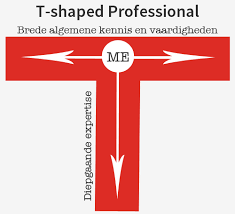 T-shaped Professional
Brede algemene kennis en vaardigheden
ME
Diepgaande expertise